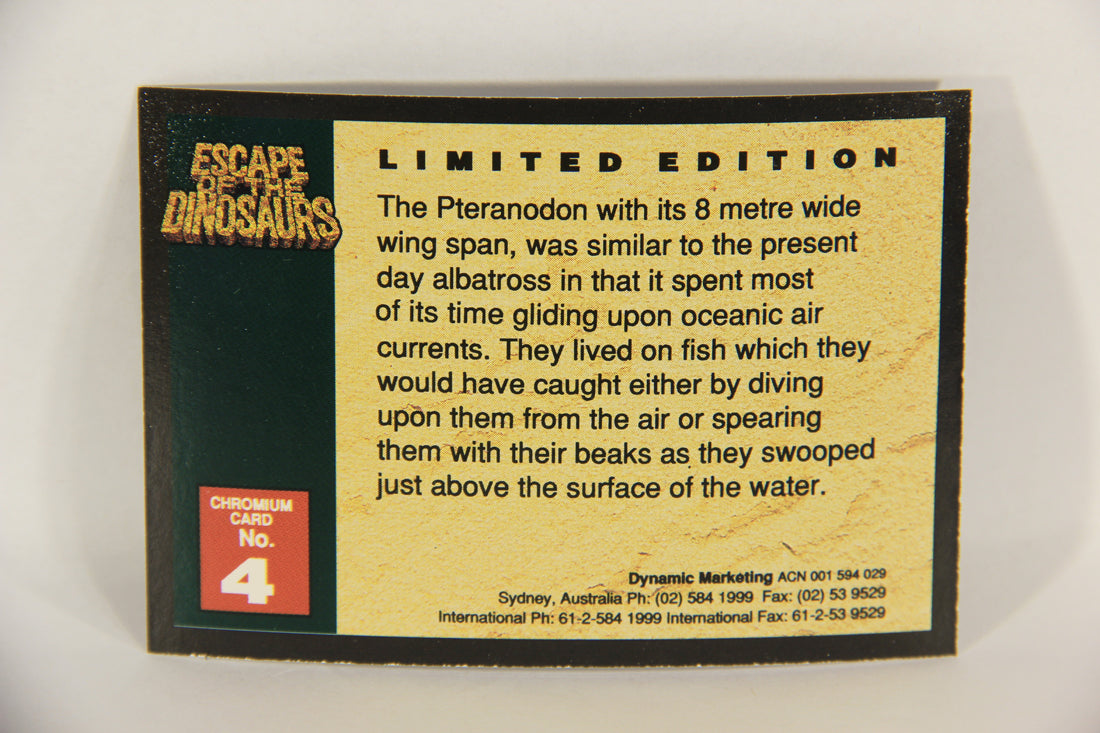 ESCAPE
OF THE
DINOSAURS
LIMITED EDITION
The Pteranodon with its 8 metre wide
wing span, was similar to the present
day albatross in that it spent most
of its time gliding upon oceanic air
currents. They lived on fish which they
would have caught either by diving
upon them from the air or spearing
them with their beaks as they swooped
just above the surface of the water.
CHROMIUM
CARD
No.
4
Dynamic Marketing ACN 001 594 029
Sydney, Australia Ph: (02) 584 1999 Fax: (02) 53 9529
International Ph: 61-2-584 1999 International Fax: 61-2-53 9529